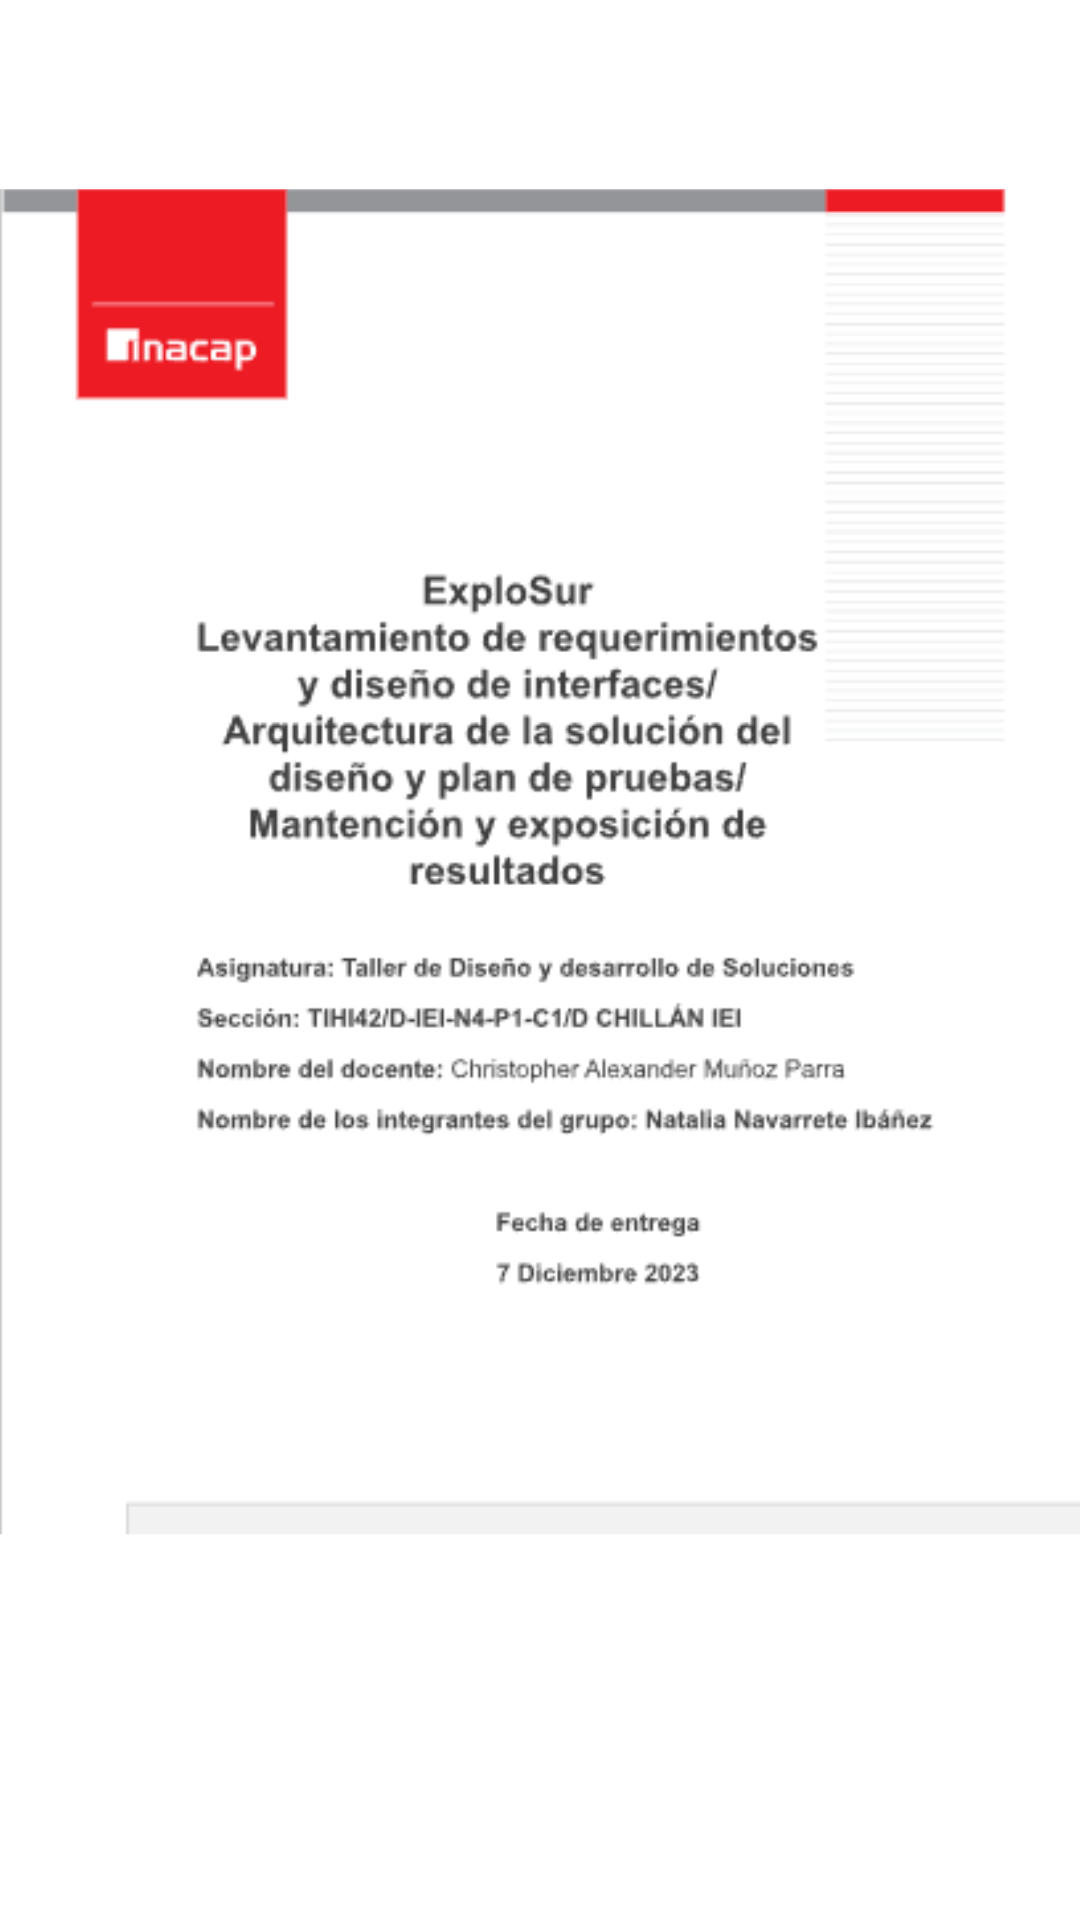 inacap
ExploSur
Levantamiento de requerimientos
y diseño de interfaces/
Arquitectura de la solución del
diseño y plan de pruebas/
Mantención y exposición de
resultados
Asignatura: Taller de Diseño y desarrollo de Soluciones
Sección: TIHI42/D-IEI-N4-P1-C1/D CHILLÁN IEI
Nombre del docente: Christopher Alexander Muñoz Parra
Nombre de los integrantes del grupo: Natalia Navarrete Ibáñez
Fecha de entrega
7 Diciembre 2023